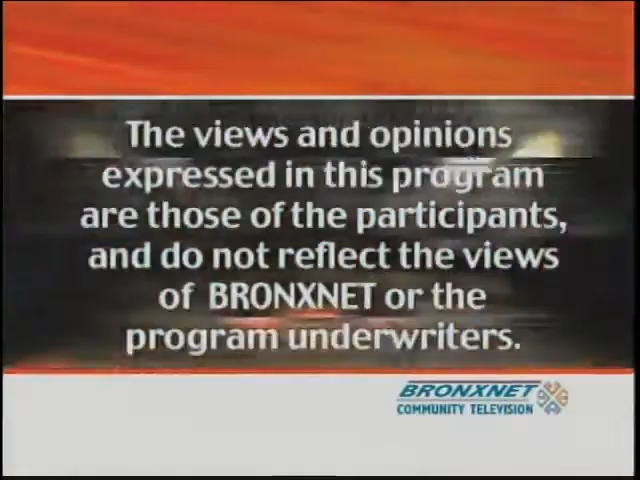 The views and opinions
expressed in this program
are those of the participants,
and do not reflect the views
of BRONXNET or the
program underwriters.
BRONXNET
COMMUNITY TELEVISION